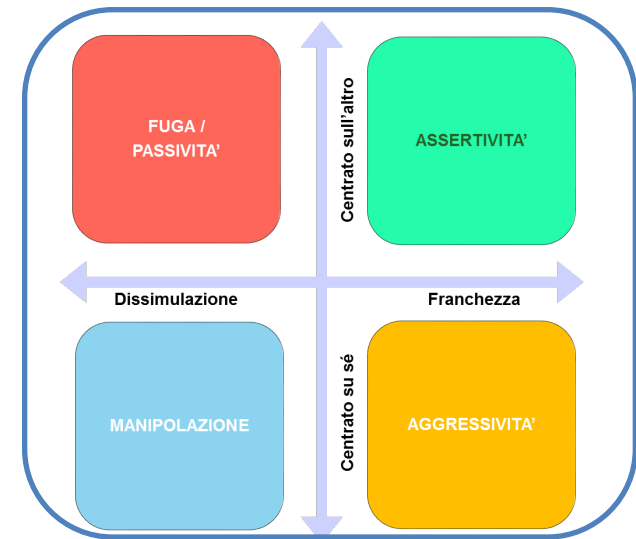 FUGA /
PASSIVITA’
Centrato sull’altro
ASSERTIVITA’
Dissimulazione
Franchezza
MANIPOLAZIONE
Centrato su sé
AGGRESSIVITA’